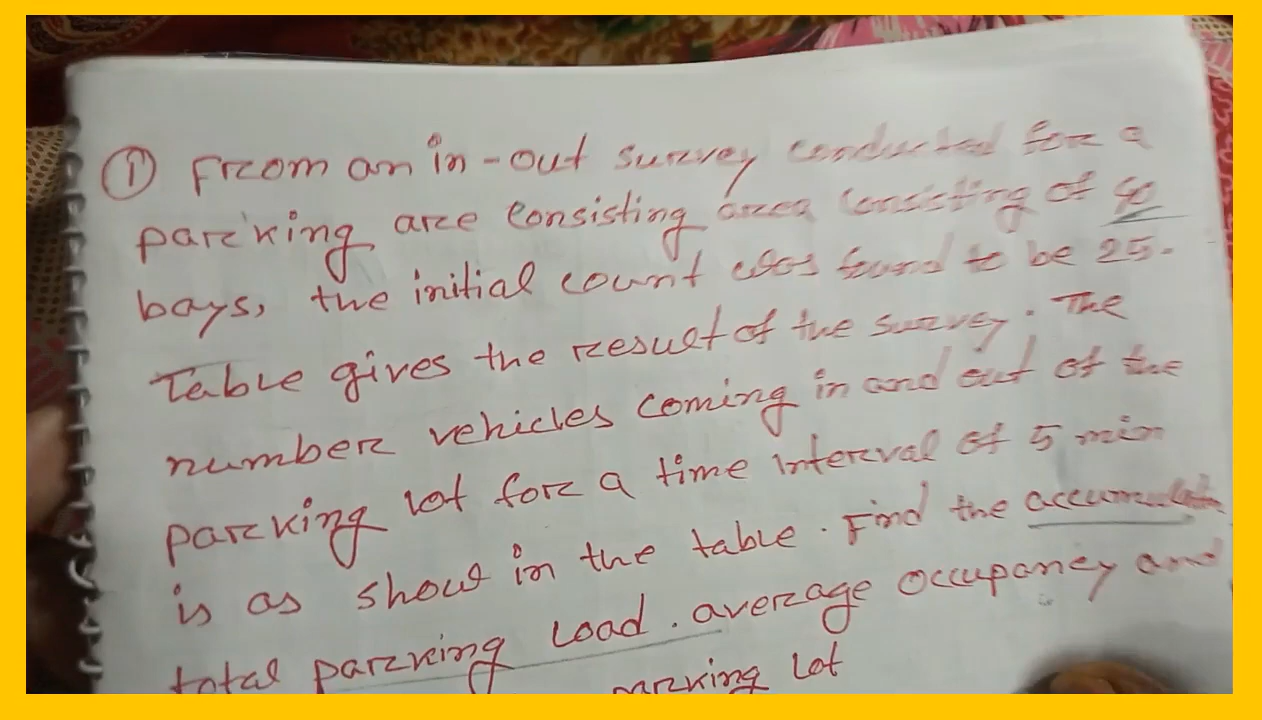 ① From an in-out survey conducted for a
parking are consisting area consisting of 40
bays, the initial count was found to be 25.
Table gives the result of the survey. The
number vehicles coming in and out of the
parking lot for a time interval of 5 min
is as show in the table. Find the
total parking load. average occupancy and
parking lot